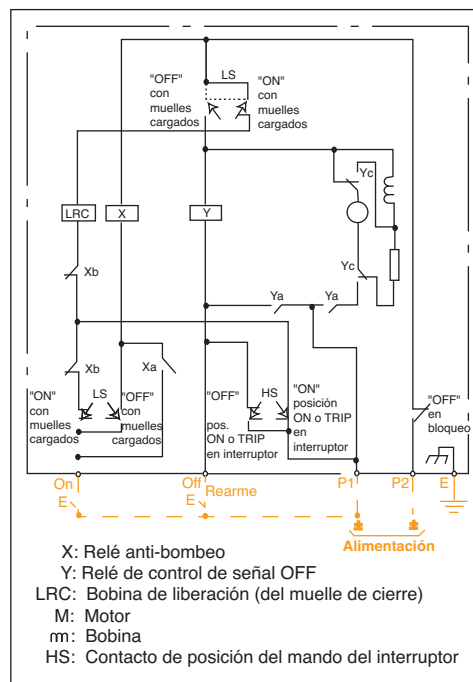 LS
"OFF"
con
muelles
cargados
"ON"
con
muelles
cargados
Yc
LRC
X
Y
Xb
Yc
Ya
Ya
Xb
Xa
"ON"
con
muelles
cargados
LS
"OFF"
con
muelles
cargados
"OFF"
pos.
ON o TRIP
en interruptor
HS
"ON"
posición
ON o TRIP
en
interruptor
"OFF"
en
bloqueo
On
Off
Rearme
P1
P2
E
E
E
Alimentación
X: Relé anti-bombeo
Y: Relé de control de señal OFF
LRC: Bobina de liberación (del muelle de cierre)
M: Motor
m: Bobina
HS: Contacto de posición del mando del interruptor